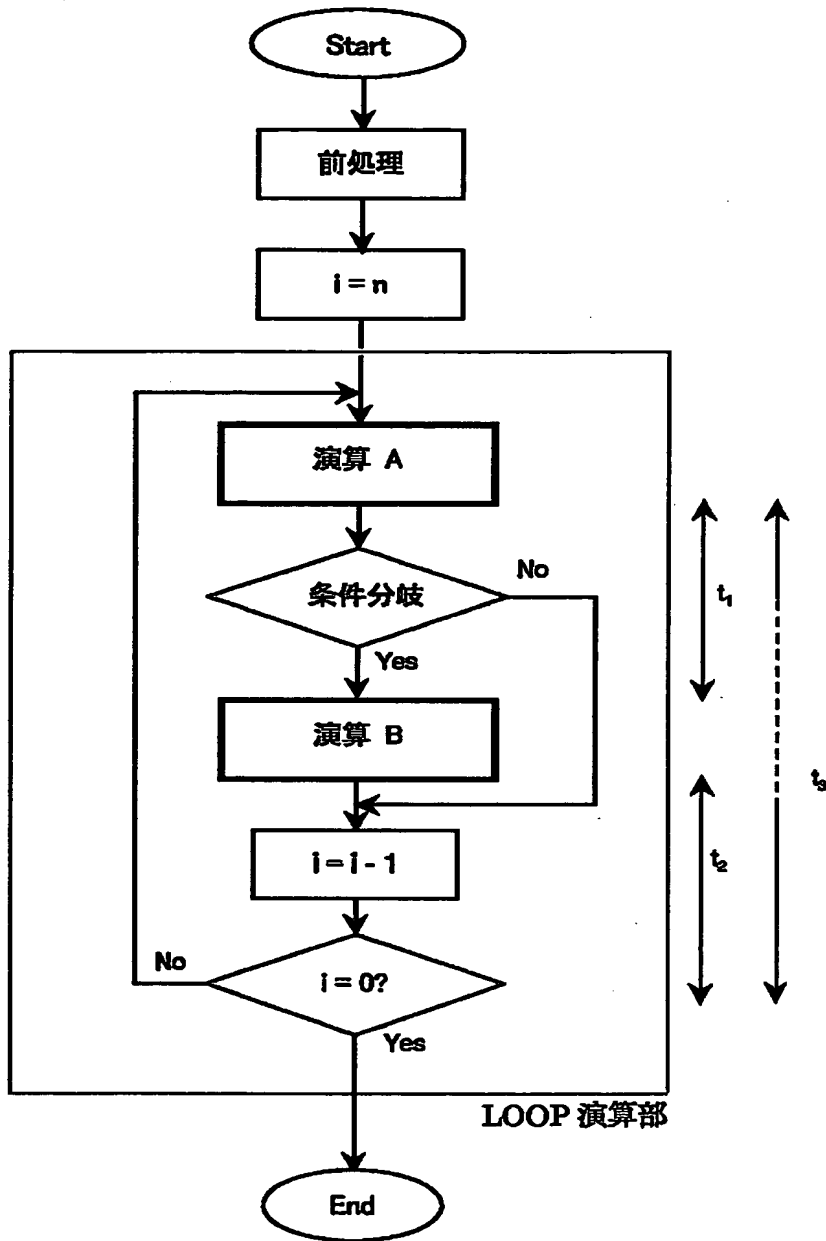 Start
前処理
i = n
演算 A
条件分岐
No
Yes
t₁
演算 B
t₃
i = i - 1
t₂
No
i = 0?
Yes
LOOP 演算部
End